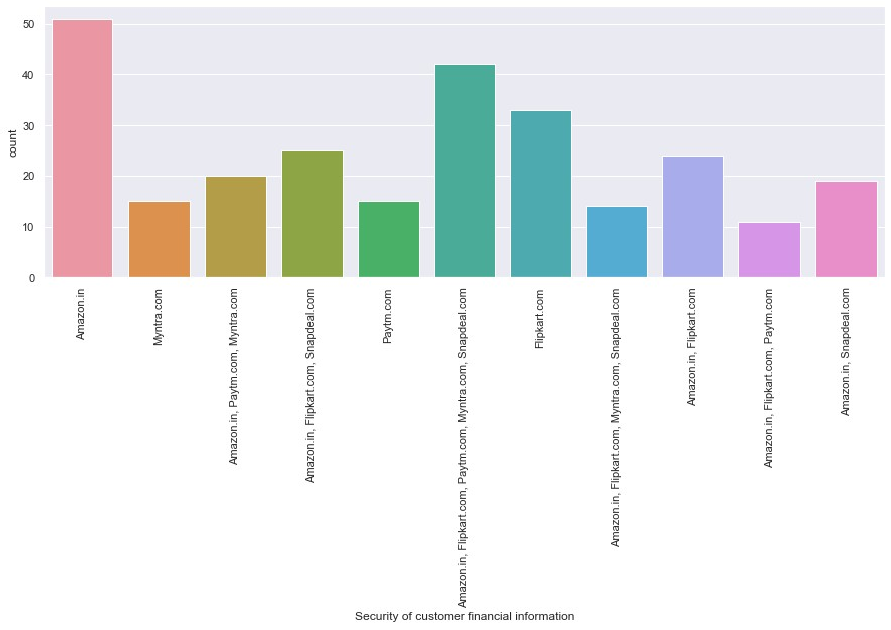 50
40
30
20
10
0
count
Amazon.in
Myntra.com
Amazon.in, Paytm.com, Myntra.com
Amazon.in, Flipkart.com, Snapdeal.com
Paytm.com
Amazon.in, Flipkart.com, Paytm.com, Myntra.com, Snapdeal.com
Flipkart.com
Amazon.in, Flipkart.com, Myntra.com, Snapdeal.com
Amazon.in, Flipkart.com
Amazon.in, Flipkart.com, Paytm.com
Amazon.in, Snapdeal.com
Security of customer financial information